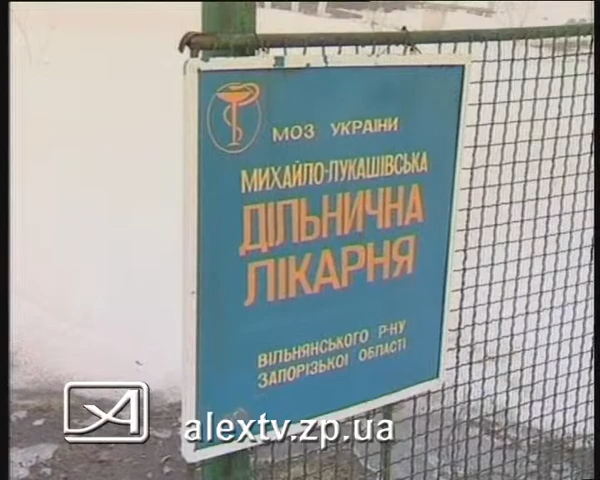 МОЗ УКРАЇНИ
МИХАЙЛО-ЛУКАШІВСЬКА
ДІЛЬНИЧНА
ЛІКАРНЯ
ВІЛЬНЯНСЬКОГО Р-НУ
ЗАПОРІЗЬКОЇ ОБЛАСТІ
alextv.zp.ua